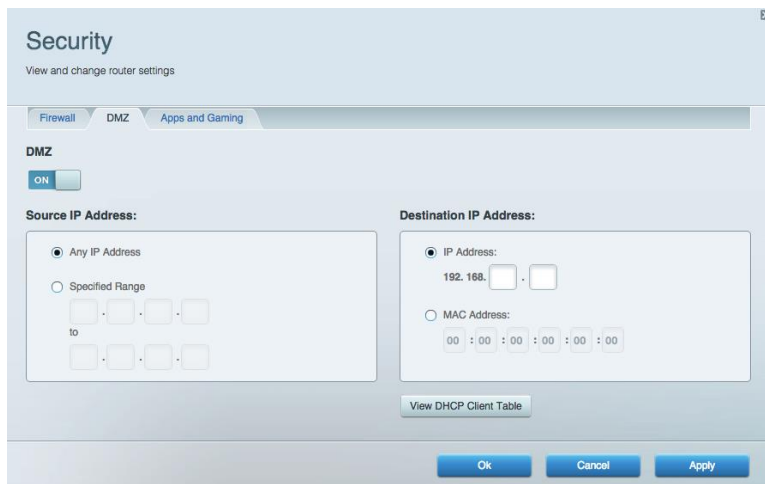 Security
View and change router settings
Firewall DMZ Apps and Gaming
DMZ
ON
Source IP Address:
Any IP Address
Specified Range
. . .
to
. . .
Destination IP Address:
IP Address:
192. 168. .
MAC Address:
00 : 00 : 00 : 00 : 00 : 00
View DHCP Client Table
Ok Cancel Apply